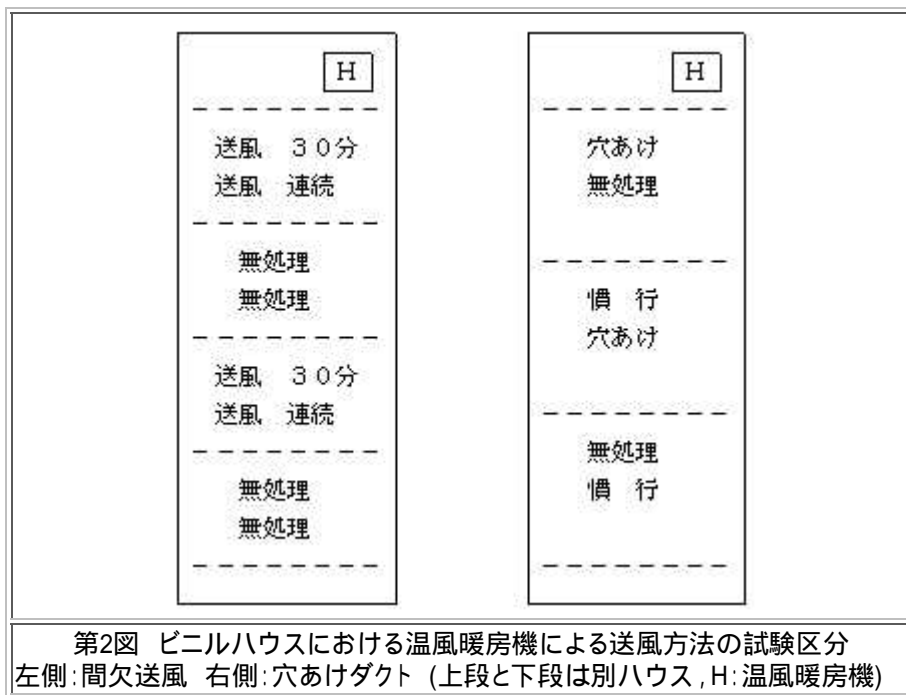 H
送風 30分
送風 連続
無処理
無処理
送風 30分
送風 連続
無処理
無処理
H
穴あけ
無処理
慣 行
穴あけ
無処理
慣 行
第2図 ビニルハウスにおける温風暖房機による送風方法の試験区分
左側:間欠送風 右側:穴あけダクト (上段と下段は別ハウス,H:温風暖房機)